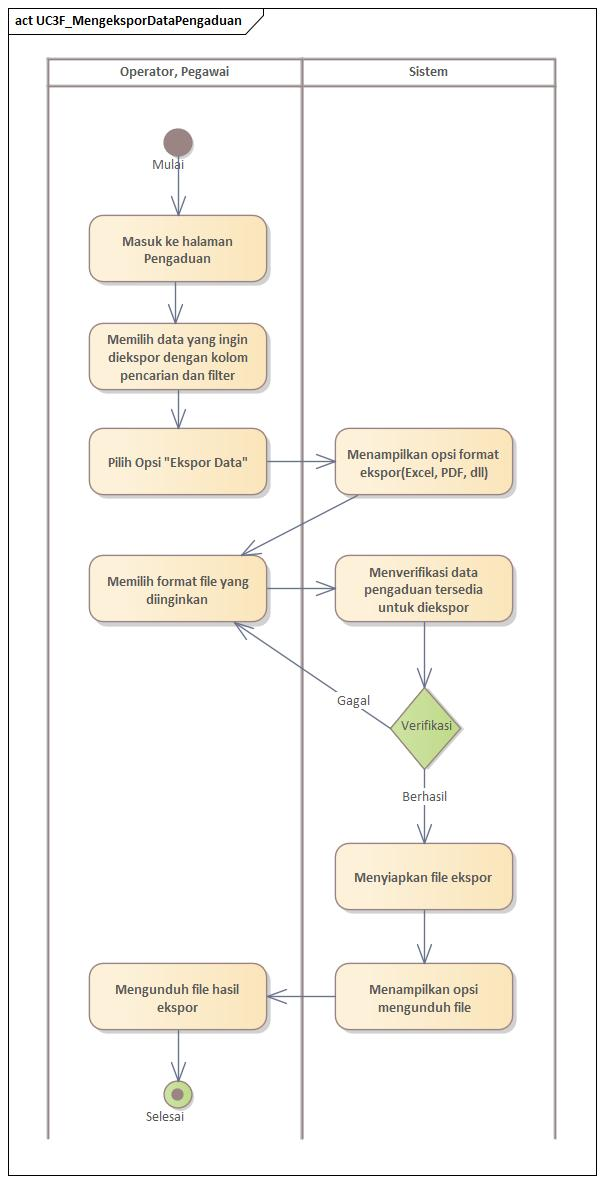 act UC3F_MengeksporDataPengaduan
Operator, Pegawai
Sistem
Mulai
Masuk ke halaman
Pengaduan
Memilih data yang ingin
diekspor dengan kolom
pencarian dan filter
Pilih Opsi "Ekspor Data"
Menampilkan opsi format
ekspor(Excel, PDF, dll)
Memilih format file yang
diinginkan
Menverifikasi data
pengaduan tersedia
untuk diekspor
Gagal
Verifikasi
Berhasil
Menyiapkan file ekspor
Mengunduh file hasil
ekspor
Menampilkan opsi
mengunduh file
Selesai